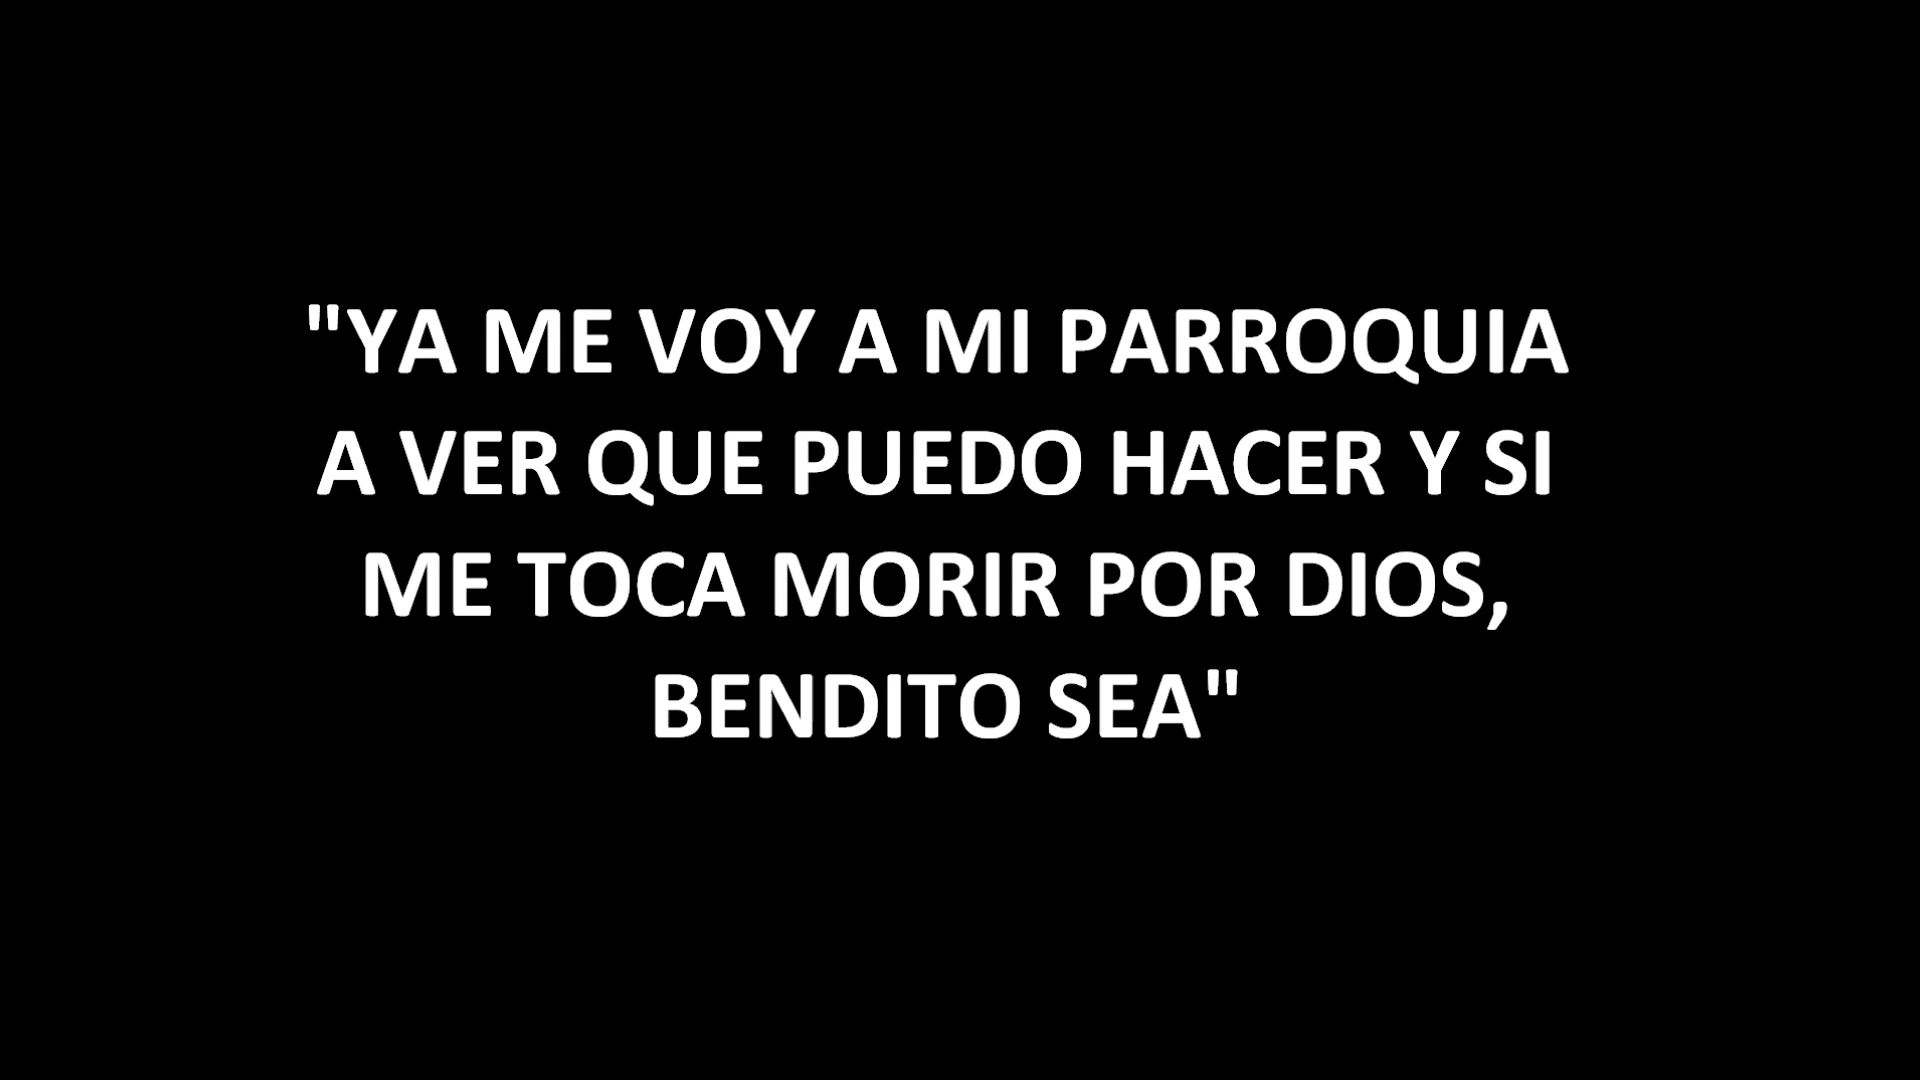 "YA ME VOY A MI PARROQUIA
A VER QUE PUEDO HACER Y SI
ME TOCA MORIR POR DIOS,
BENDITO SEA"